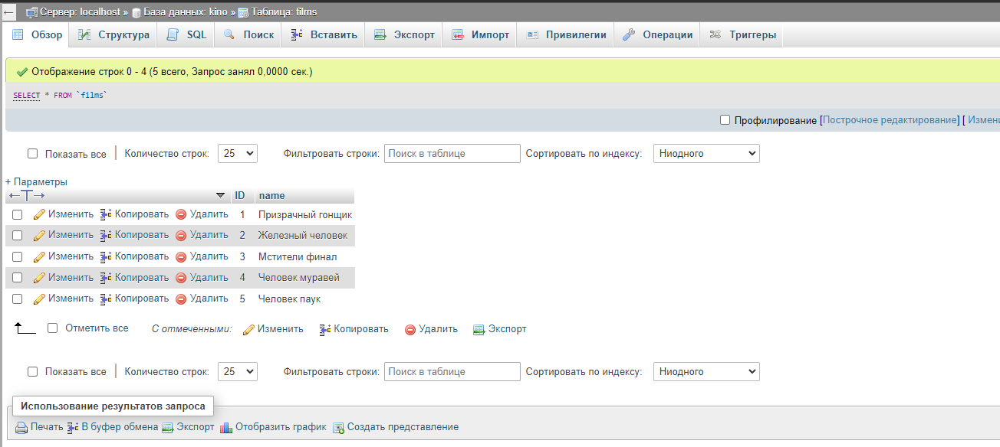 Сервер: localhost » База данных: kino » Таблица: films
Обзор Структура SQL Поиск Вставить Экспорт Импорт Привилегии Операции Триггеры
Отображение строк 0 - 4 (5 всего, Запрос занял 0,0000 сек.)
SELECT * FROM `films`
Профилирование [Построчное редактирование] [ Измени
Показать все Количество строк: 25 Фильтровать строки: Поиск в таблице Сортировать по индексу: Ниодного
+ Параметры
←T→ ID name
Изменить Копировать Удалить 1 Призрачный гонщик
Изменить Копировать Удалить 2 Железный человек
Изменить Копировать Удалить 3 Мстители финал
Изменить Копировать Удалить 4 Человек муравей
Изменить Копировать Удалить 5 Человек паук
Отметить все С отмеченными: Изменить Копировать Удалить Экспорт
Показать все Количество строк: 25 Фильтровать строки: Поиск в таблице Сортировать по индексу: Ниодного
Использование результатов запроса
Печать В буфер обмена Экспорт Отобразить график Создать представление